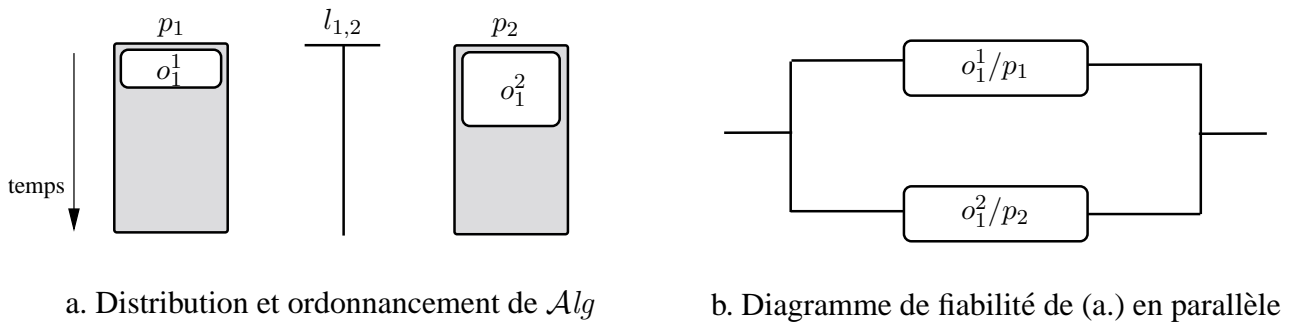 p₁ l₁,₂ p₂
o₁¹
o₁²
temps
o₁¹/p₁
o₁²/p₂
a. Distribution et ordonnancement de 𝒜lg
b. Diagramme de fiabilité de (a.) en parallèle